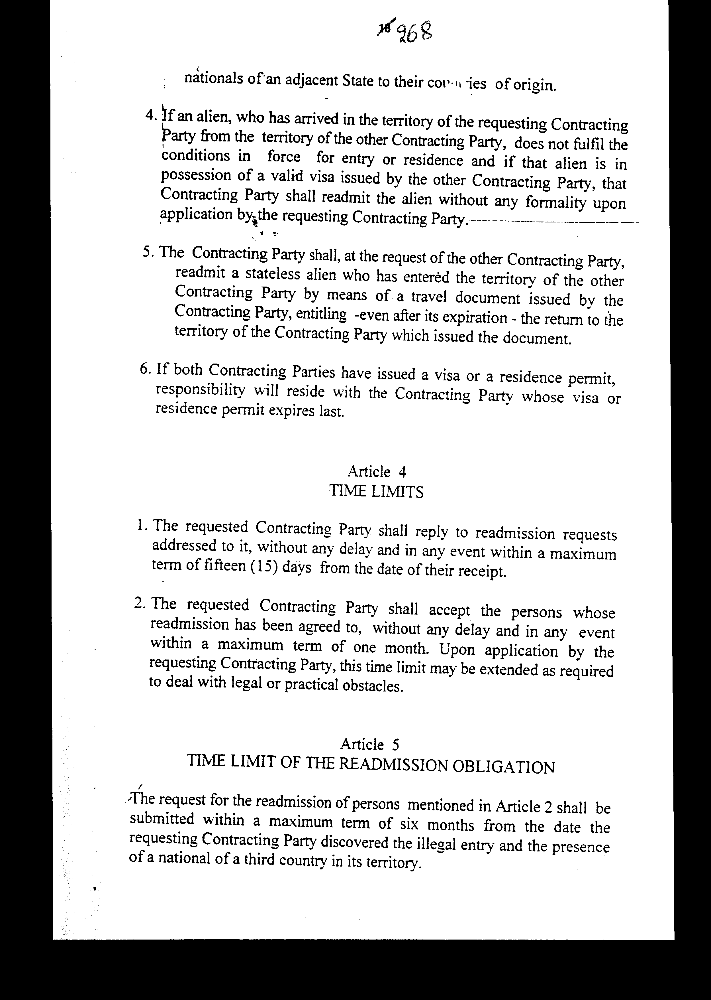 268
nationals of an adjacent State to their of origin.
4. If an alien, who has arrived in the territory of the requesting Contracting
Party from the territory of the other Contracting Party, does not fulfil the
conditions in force for entry or residence and if that alien is in
possession of a valid visa issued by the other Contracting Party, that
Contracting Party shall readmit the alien without any formality upon
application by the requesting Contracting Party.
5. The Contracting Party shall, at the request of the other Contracting Party,
readmit a stateless alien who has entered the territory of the other
Contracting Party by means of a travel document issued by the
Contracting Party, entitling -even after its expiration - the return to the
territory of the Contracting Party which issued the document.
6. If both Contracting Parties have issued a visa or a residence permit,
responsibility will reside with the Contracting Party whose visa or
residence permit expires last.
Article 4
TIME LIMITS
1. The requested Contracting Party shall reply to readmission requests
addressed to it, without any delay and in any event within a maximum
term of fifteen (15) days from the date of their receipt.
2. The requested Contracting Party shall accept the persons whose
readmission has been agreed to, without any delay and in any event
within a maximum term of one month. Upon application by the
requesting Contracting Party, this time limit may be extended as required
to deal with legal or practical obstacles.
Article 5
TIME LIMIT OF THE READMISSION OBLIGATION
The request for the readmission of persons mentioned in Article 2 shall be
submitted within a maximum term of six months from the date the
requesting Contracting Party discovered the illegal entry and the presence
of a national of a third country in its territory.